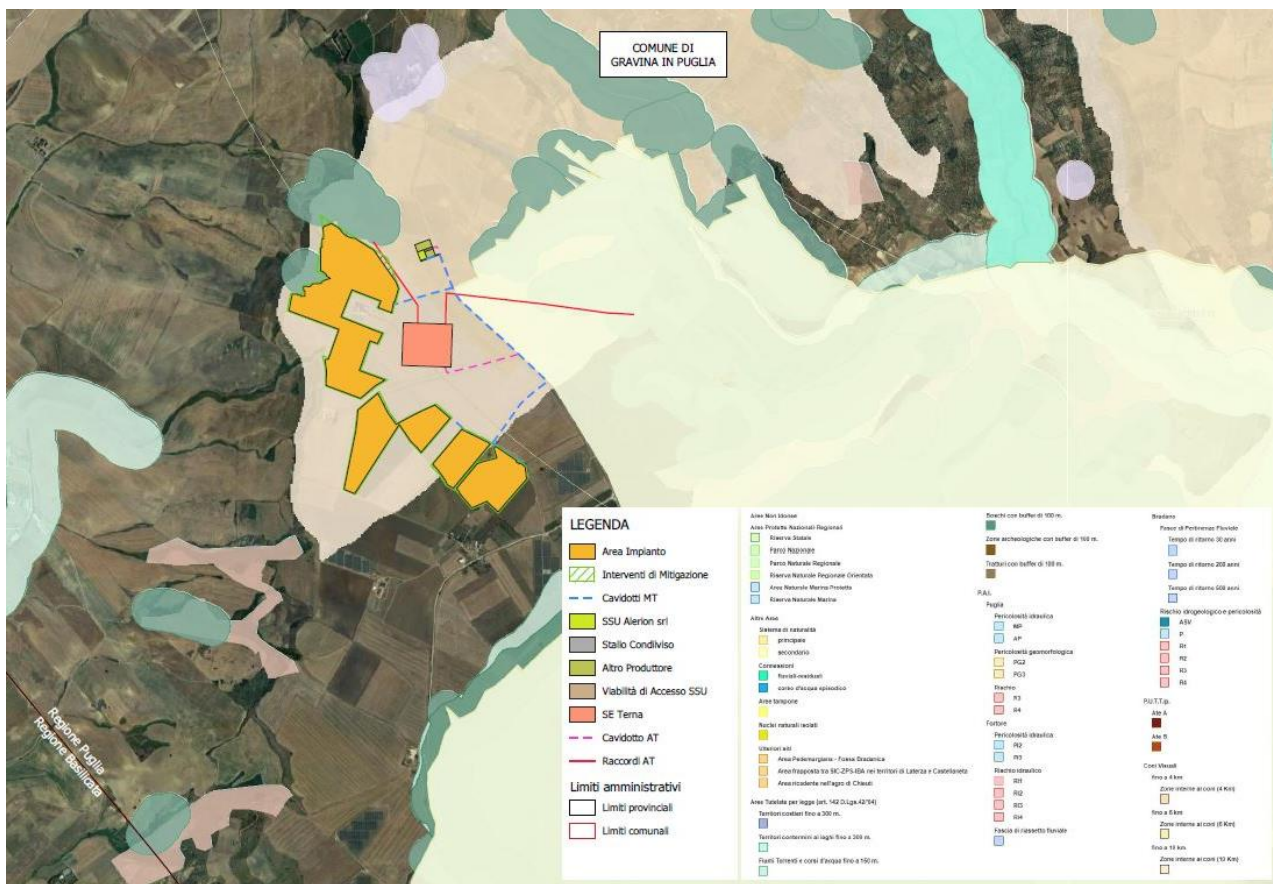 COMUNE DI
GRAVINA IN PUGLIA
Regione Puglia
Regione Basilicata
LEGENDA
Area Impianto
Interventi di Mitigazione
Cavidotti MT
SSU Alerion srl
Stallo Condiviso
Altro Produttore
Viabilità di Accesso SSU
SE Terna
Cavidotto AT
Raccordi AT
Limiti amministrativi
Limiti provinciali
Limiti comunali
Aree Non Idonee
Aree Protette Nazionali-Regionali
Riserva Statale
Parco Nazionale
Parco Naturale Regionale
Riserva Naturale Regionale Orientata
Area Naturale Marina Protetta
Riserva Naturale Marina
Altre Aree
Sistema di naturalità
principale
secondario
Connessioni
fluviali-residuali
corso d'acqua episodico
Aree tampone
Nuclei naturali isolati
Ulteriori siti
Area Pedemurgiana - Fossa Bradanica
Area frapposta tra SIC-ZPS-IBA nei territori di Laterza e Castellaneta
Area ricadente nell'agro di Chieuti
Aree Tutelate per legge (art. 142 D.Lgs.42/'04)
Territori costieri fino a 300 m.
Territori contermini ai laghi fino a 300 m.
Fiumi Torrenti e corsi d'acqua fino a 150 m.
Boschi con buffer di 100 m.
Zone archeologiche con buffer di 100 m.
Tratturi con buffer di 100 m.
P.A.I.
Puglia
Pericolosità idraulica
MP
AP
Pericolosità geomorfologica
PG2
PG3
Rischio
R3
R4
Fortore
Pericolosità idraulica
PI2
PI3
Rischio idraulico
RI1
RI2
RI3
RI4
Fascia di riassetto fluviale
Bradano
Fasce di Pertinenza Fluviale
Tempo di ritorno 30 anni
Tempo di ritorno 200 anni
Tempo di ritorno 500 anni
Rischio idrogeologico e pericolosità
ASV
P
R1
R2
R3
R4
P.U.T.T./p.
Ate A
Ate B
Coni Visuali
fino a 4 km
Zone interne ai coni (4 Km)
fino a 6 km
Zone interne ai coni (6 Km)
fino a 10 km
Zone interne ai coni (10 Km)